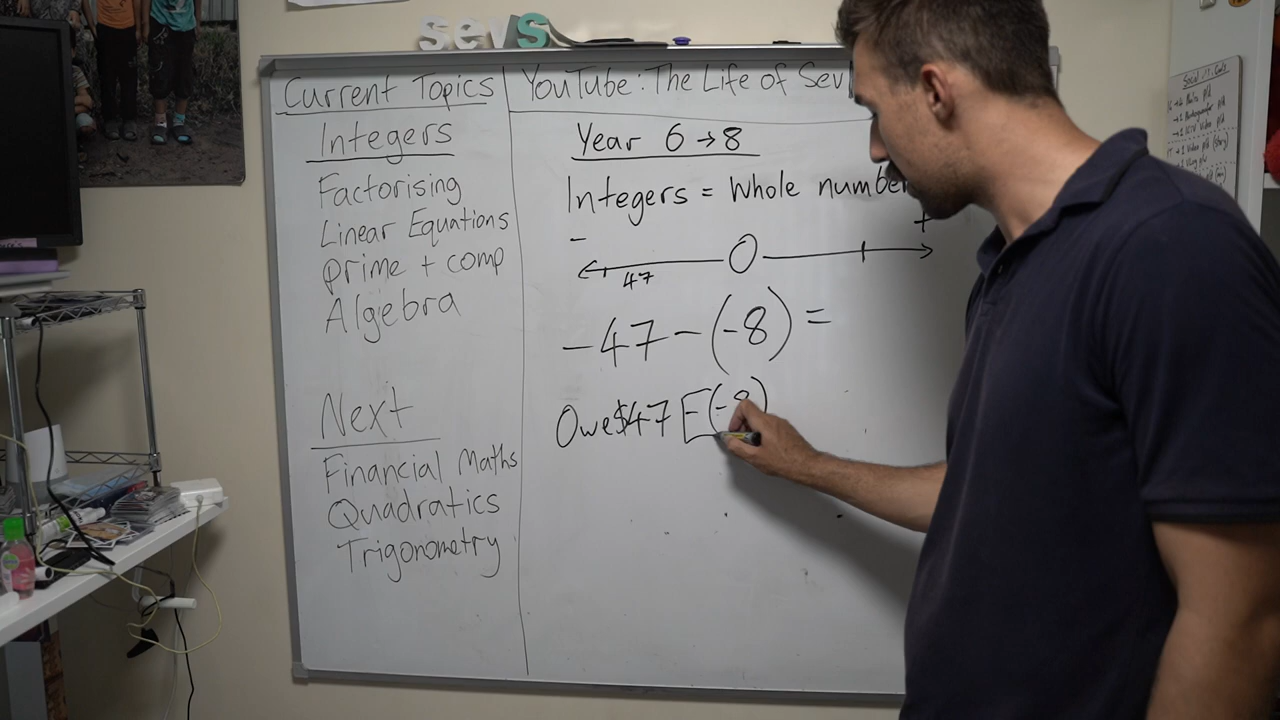 sevs
Current Topics
Integers
Factorising
Linear Equations
Prime + comp
Algebra
Next
Financial Maths
Quadratics
Trigonometry
YouTube: The Life of Sev
Year 6 → 8
Integers = Whole number
- +
0
47
-47 - (-8) =
Owe $47 - (-8)